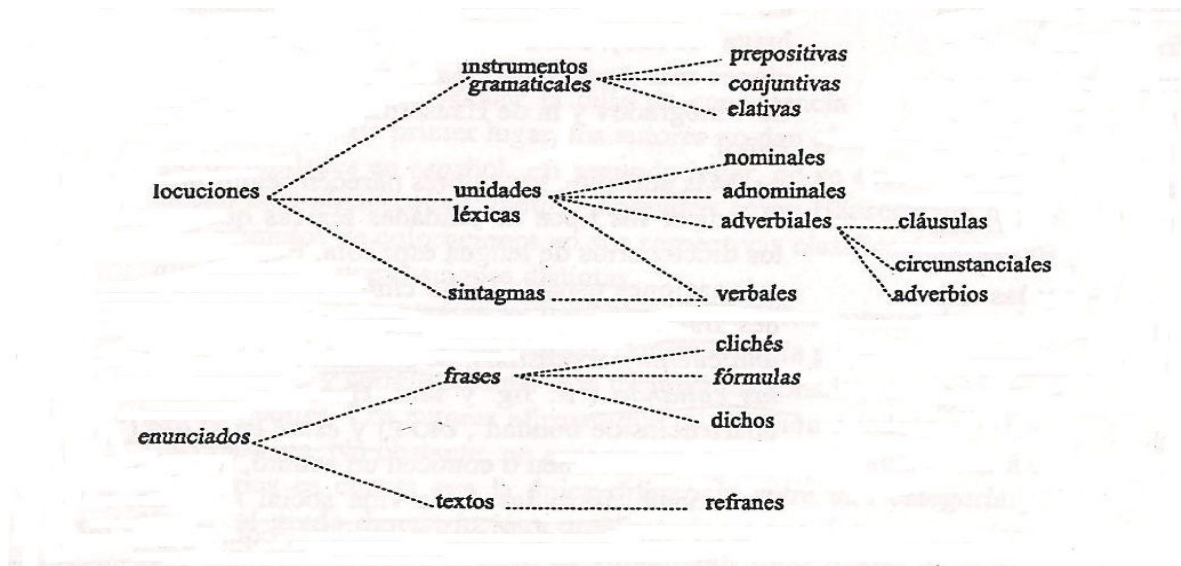 instrumentos
gramaticales
prepositivas
conjuntivas
elativas
locuciones
unidades
léxicas
nominales
adnominales
adverbiales
cláusulas
circunstanciales
adverbios
sintagmas
verbales
enunciados
frases
clichés
fórmulas
dichos
textos
refranes